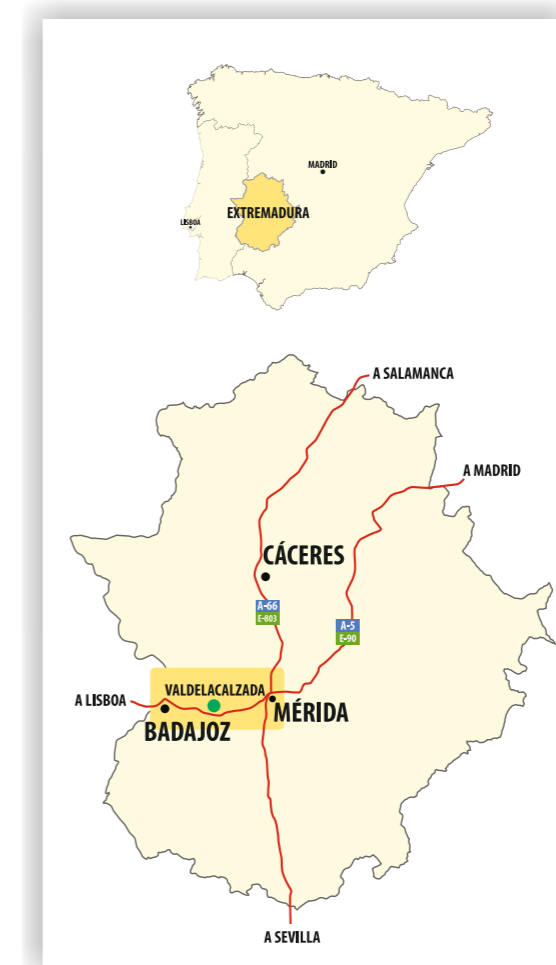 MADRID
LISBOA
EXTREMADURA
A SALAMANCA
A MADRID
CÁCERES
A-66
E-803
A-5
E-90
VALDELACALZADA
A LISBOA
MÉRIDA
BADAJOZ
A SEVILLA